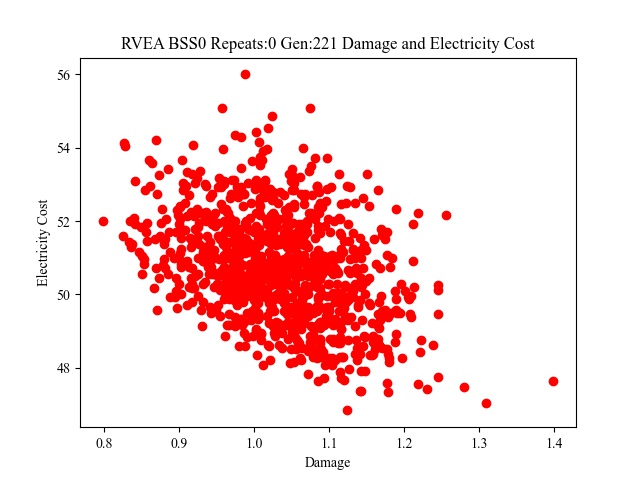 RVEA BSS0 Repeats:0 Gen:221 Damage and Electricity Cost
56
54
52
50
48
Electricity Cost
0.8 0.9 1.0 1.1 1.2 1.3 1.4
Damage